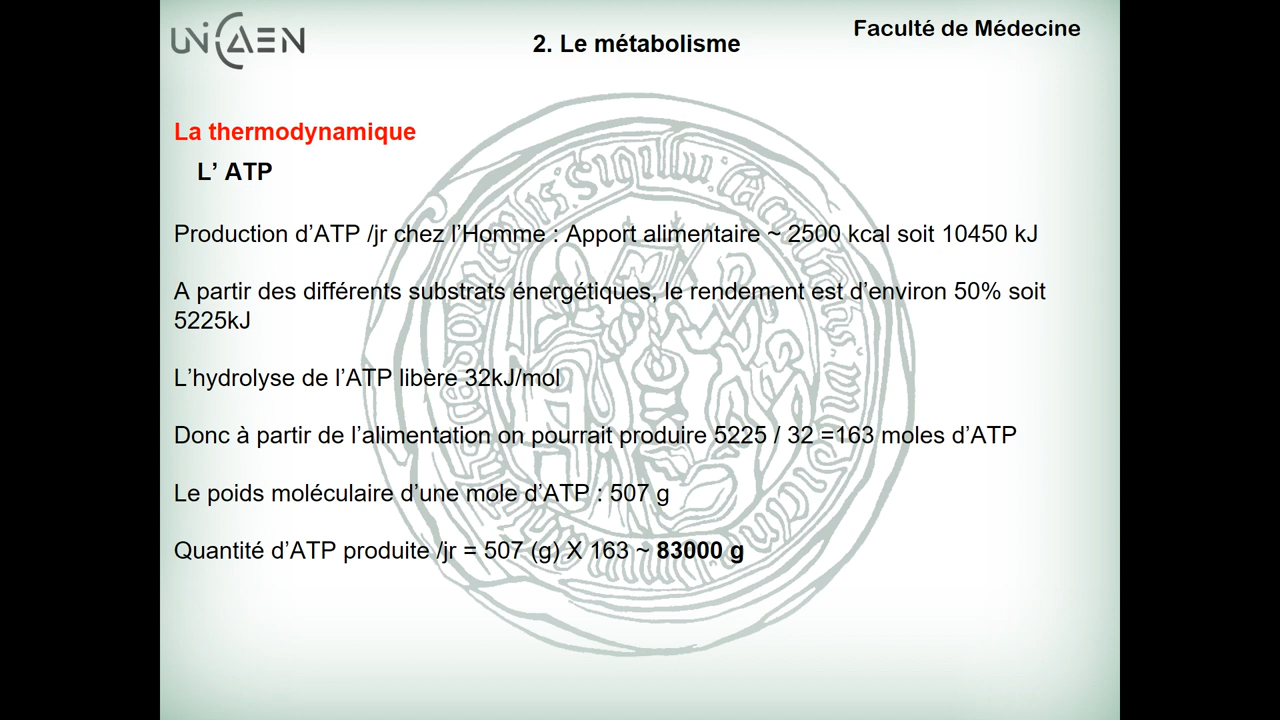 UNICAEN
2. Le métabolisme
Faculté de Médecine
La thermodynamique
L' ATP
Production d'ATP /jr chez l'Homme : Apport alimentaire ~ 2500 kcal soit 10450 kJ
A partir des différents substrats énergétiques, le rendement est d'environ 50% soit
5225kJ
L'hydrolyse de l'ATP libère 32kJ/mol
Donc à partir de l'alimentation on pourrait produire 5225 / 32 =163 moles d'ATP
Le poids moléculaire d'une mole d'ATP : 507 g
Quantité d'ATP produite /jr = 507 (g) X 163 ~ 83000 g